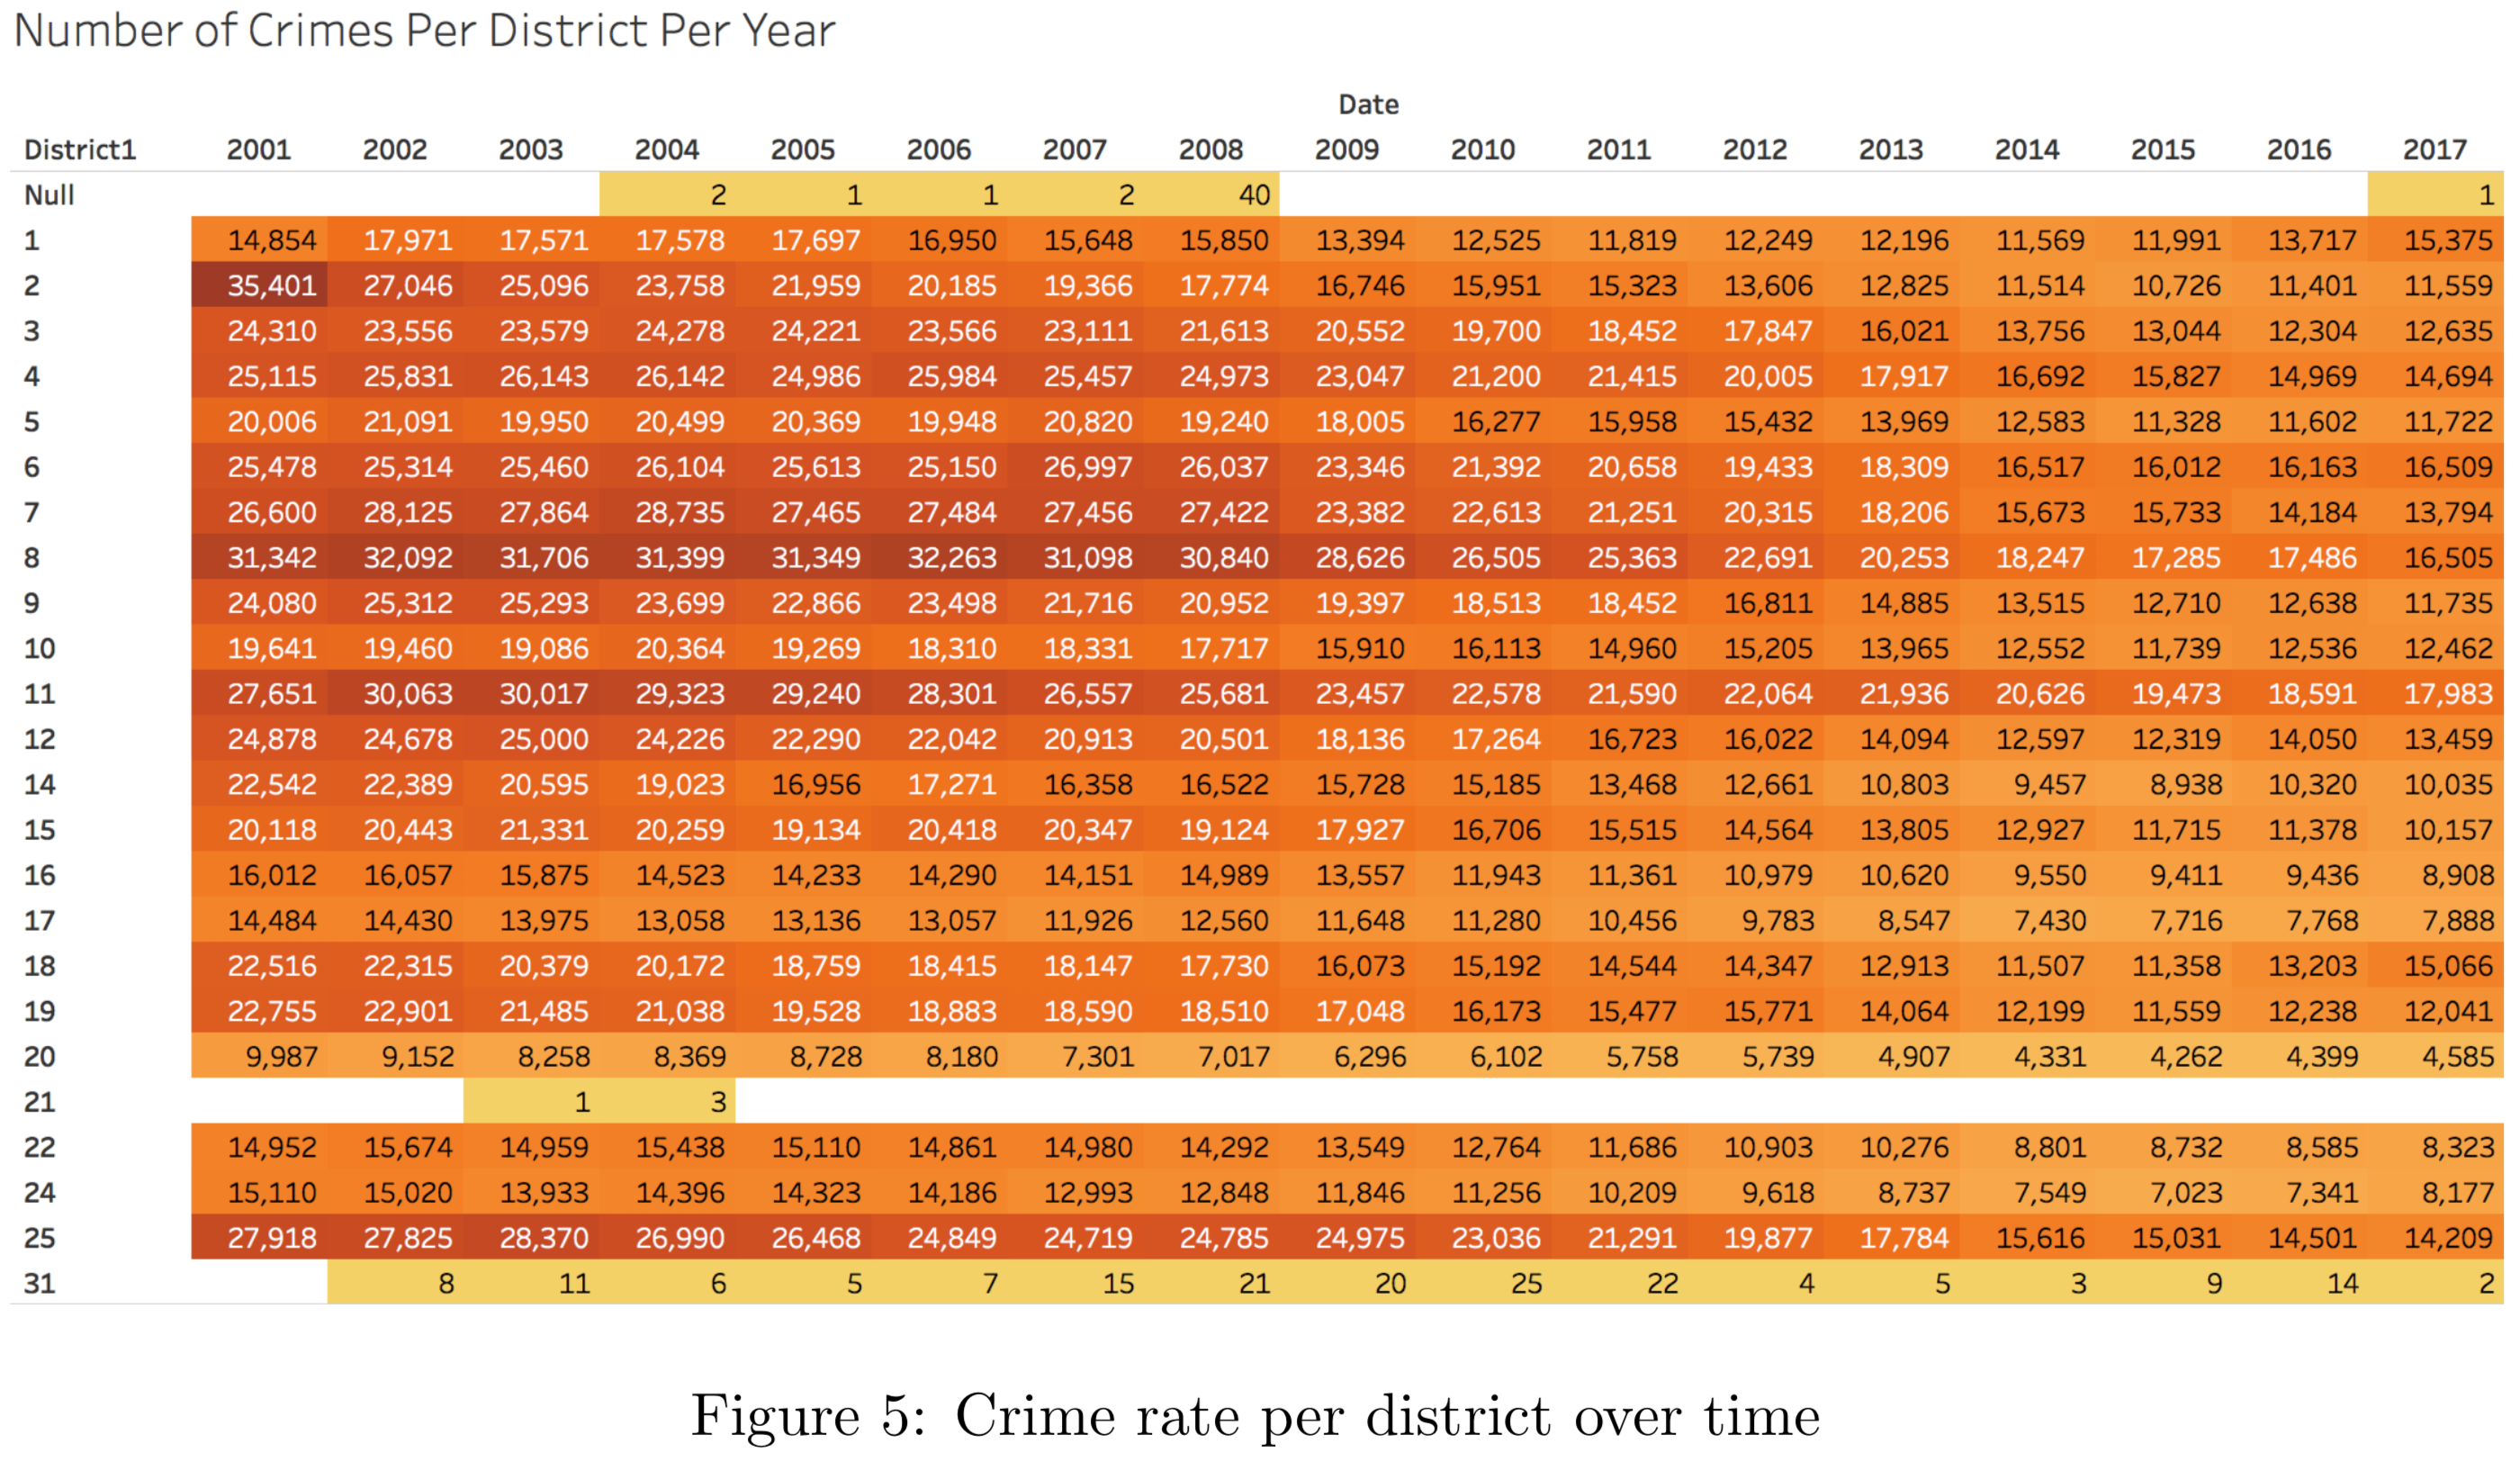 Number of Crimes Per District Per Year
Date
District1 2001 2002 2003 2004 2005 2006 2007 2008 2009 2010 2011 2012 2013 2014 2015 2016 2017
Null 2 1 1 2 40 1
1 14,854 17,971 17,571 17,578 17,697 16,950 15,648 15,850 13,394 12,525 11,819 12,249 12,196 11,569 11,991 13,717 15,375
2 35,401 27,046 25,096 23,758 21,959 20,185 19,366 17,774 16,746 15,951 15,323 13,606 12,825 11,514 10,726 11,401 11,559
3 24,310 23,556 23,579 24,278 24,221 23,566 23,111 21,613 20,552 19,700 18,452 17,847 16,021 13,756 13,044 12,304 12,635
4 25,115 25,831 26,143 26,142 24,986 25,984 25,457 24,973 23,047 21,200 21,415 20,005 17,917 16,692 15,827 14,969 14,694
5 20,006 21,091 19,950 20,499 20,369 19,948 20,820 19,240 18,005 16,277 15,958 15,432 13,969 12,583 11,328 11,602 11,722
6 25,478 25,314 25,460 26,104 25,613 25,150 26,997 26,037 23,346 21,392 20,658 19,433 18,309 16,517 16,012 16,163 16,509
7 26,600 28,125 27,864 28,735 27,465 27,484 27,456 27,422 23,382 22,613 21,251 20,315 18,206 15,673 15,733 14,184 13,794
8 31,342 32,092 31,706 31,399 31,349 32,263 31,098 30,840 28,626 26,505 25,363 22,691 20,253 18,247 17,285 17,486 16,505
9 24,080 25,312 25,293 23,699 22,866 23,498 21,716 20,952 19,397 18,513 18,452 16,811 14,885 13,515 12,710 12,638 11,735
10 19,641 19,460 19,086 20,364 19,269 18,310 18,331 17,717 15,910 16,113 14,960 15,205 13,965 12,552 11,739 12,536 12,462
11 27,651 30,063 30,017 29,323 29,240 28,301 26,557 25,681 23,457 22,578 21,590 22,064 21,936 20,626 19,473 18,591 17,983
12 24,878 24,678 25,000 24,226 22,290 22,042 20,913 20,501 18,136 17,264 16,723 16,022 14,094 12,597 12,319 14,050 13,459
14 22,542 22,389 20,595 19,023 16,956 17,271 16,358 16,522 15,728 15,185 13,468 12,661 10,803 9,457 8,938 10,320 10,035
15 20,118 20,443 21,331 20,259 19,134 20,418 20,347 19,124 17,927 16,706 15,515 14,564 13,805 12,927 11,715 11,378 10,157
16 16,012 16,057 15,875 14,523 14,233 14,290 14,151 14,989 13,557 11,943 11,361 10,979 10,620 9,550 9,411 9,436 8,908
17 14,484 14,430 13,975 13,058 13,136 13,057 11,926 12,560 11,648 11,280 10,456 9,783 8,547 7,430 7,716 7,768 7,888
18 22,516 22,315 20,379 20,172 18,759 18,415 18,147 17,730 16,073 15,192 14,544 14,347 12,913 11,507 11,358 13,203 15,066
19 22,755 22,901 21,485 21,038 19,528 18,883 18,590 18,510 17,048 16,173 15,477 15,771 14,064 12,199 11,559 12,238 12,041
20 9,987 9,152 8,258 8,369 8,728 8,180 7,301 7,017 6,296 6,102 5,758 5,739 4,907 4,331 4,262 4,399 4,585
21 1 3
22 14,952 15,674 14,959 15,438 15,110 14,861 14,980 14,292 13,549 12,764 11,686 10,903 10,276 8,801 8,732 8,585 8,323
24 15,110 15,020 13,933 14,396 14,323 14,186 12,993 12,848 11,846 11,256 10,209 9,618 8,737 7,549 7,023 7,341 8,177
25 27,918 27,825 28,370 26,990 26,468 24,849 24,719 24,785 24,975 23,036 21,291 19,877 17,784 15,616 15,031 14,501 14,209
31 8 11 6 5 7 15 21 20 25 22 4 5 3 9 14 2
Figure 5: Crime rate per district over time